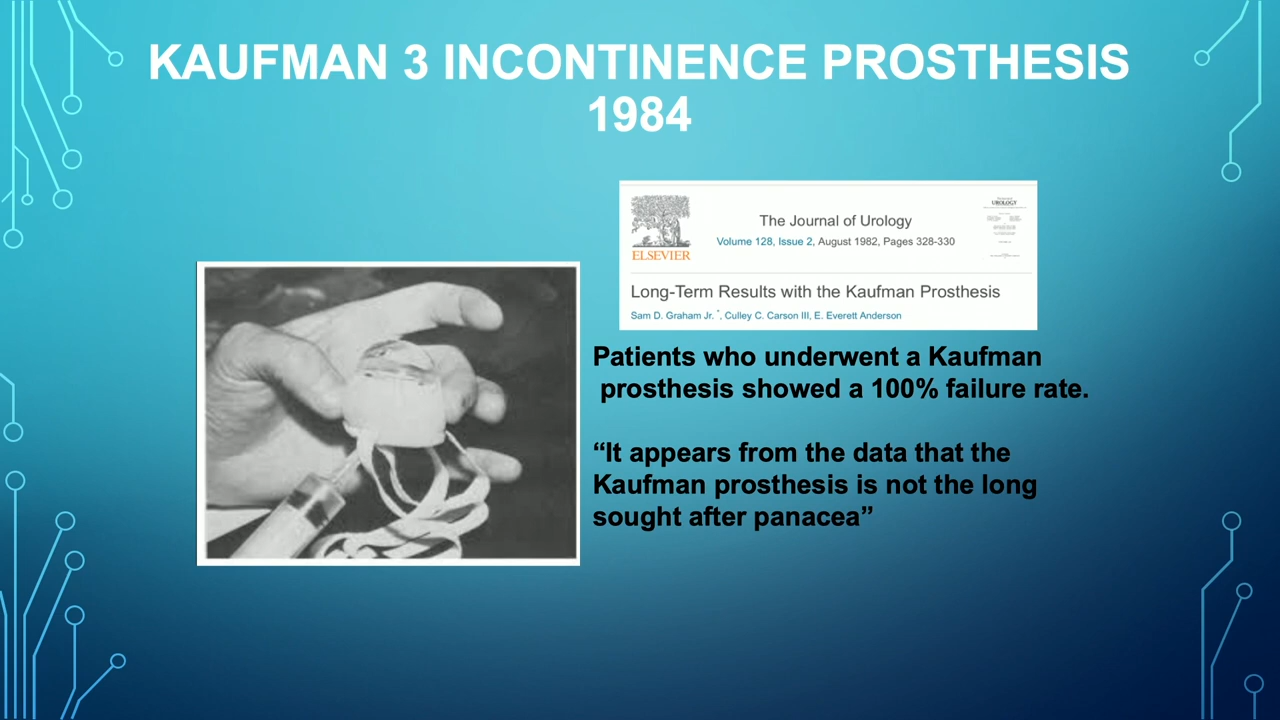 KAUFMAN 3 INCONTINENCE PROSTHESIS
1984
The Journal of Urology
Volume 128, Issue 2, August 1982, Pages 328-330
ELSEVIER
UROLOGY
Long-Term Results with the Kaufman Prosthesis
Sam D. Graham Jr. *, Culley C. Carson III, E. Everett Anderson
Patients who underwent a Kaufman
prosthesis showed a 100% failure rate.
“It appears from the data that the
Kaufman prosthesis is not the long
sought after panacea”